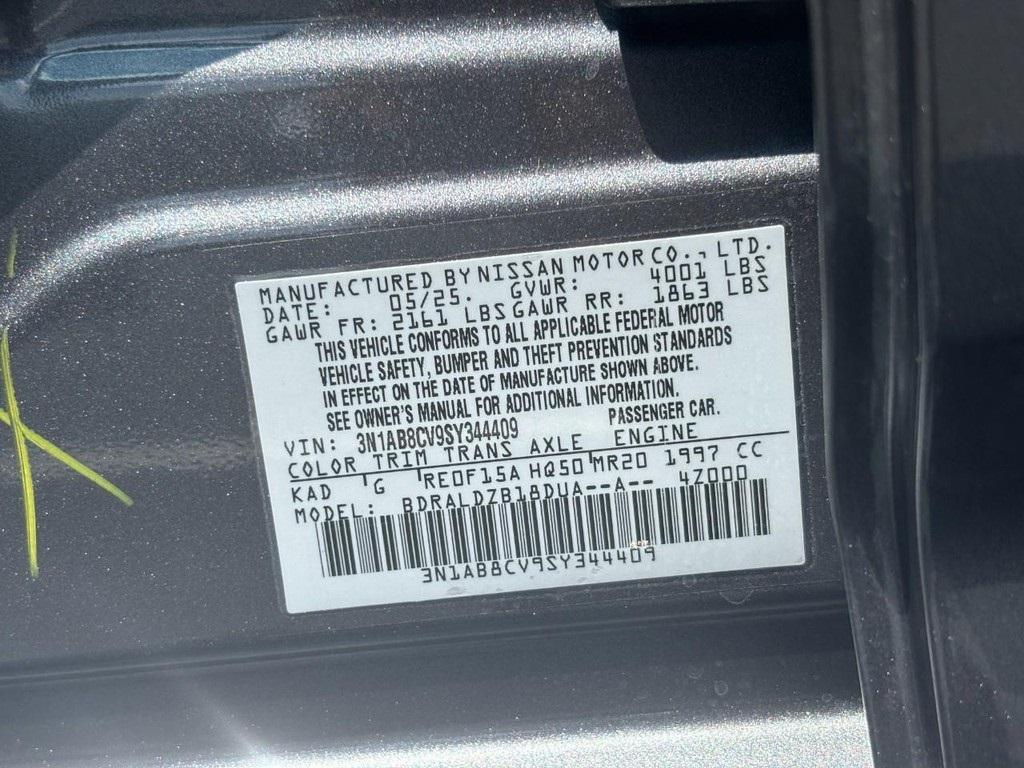 MANUFACTURED BY NISSAN MOTOR CO., LTD.
DATE: 05/25. GVWR: 4001 LBS
GAWR FR: 2161 LBS GAWR RR: 1863 LBS
THIS VEHICLE CONFORMS TO ALL APPLICABLE FEDERAL MOTOR
VEHICLE SAFETY, BUMPER AND THEFT PREVENTION STANDARDS
IN EFFECT ON THE DATE OF MANUFACTURE SHOWN ABOVE.
SEE OWNER'S MANUAL FOR ADDITIONAL INFORMATION.
VIN: 3N1AB8CV9SY344409 PASSENGER CAR.
COLOR TRIM TRANS AXLE ENGINE
KAD G RE0F15A HQ50 MR20 1997 CC
MODEL: BDRALDZB18DUA--A-- 4Z000
3N1AB8CV9SY344409